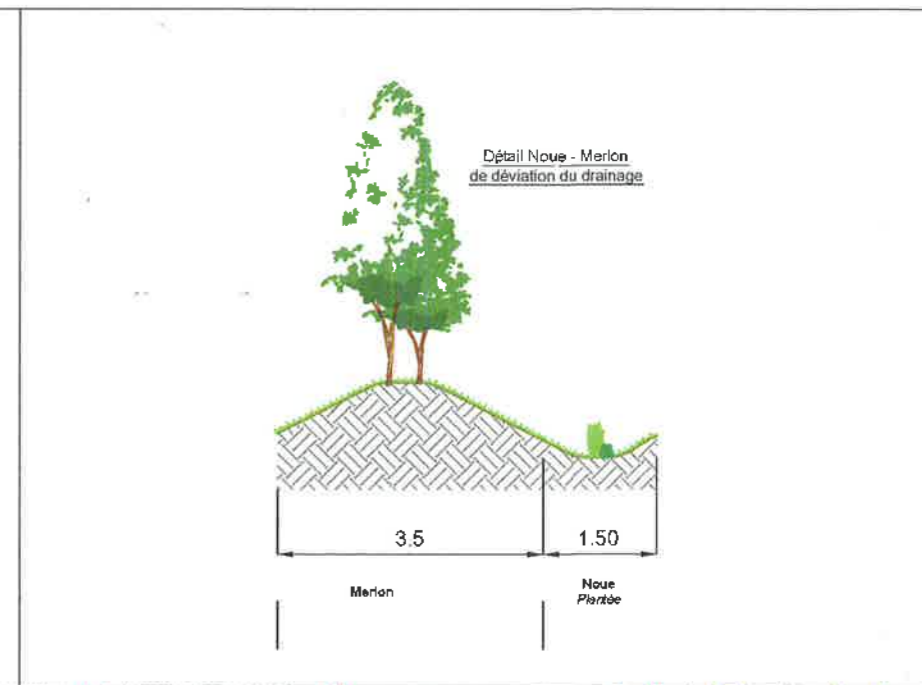 Détail Noue - Merlon
de déviation du drainage
3.5
1.50
Merlon
Noue
Plantée